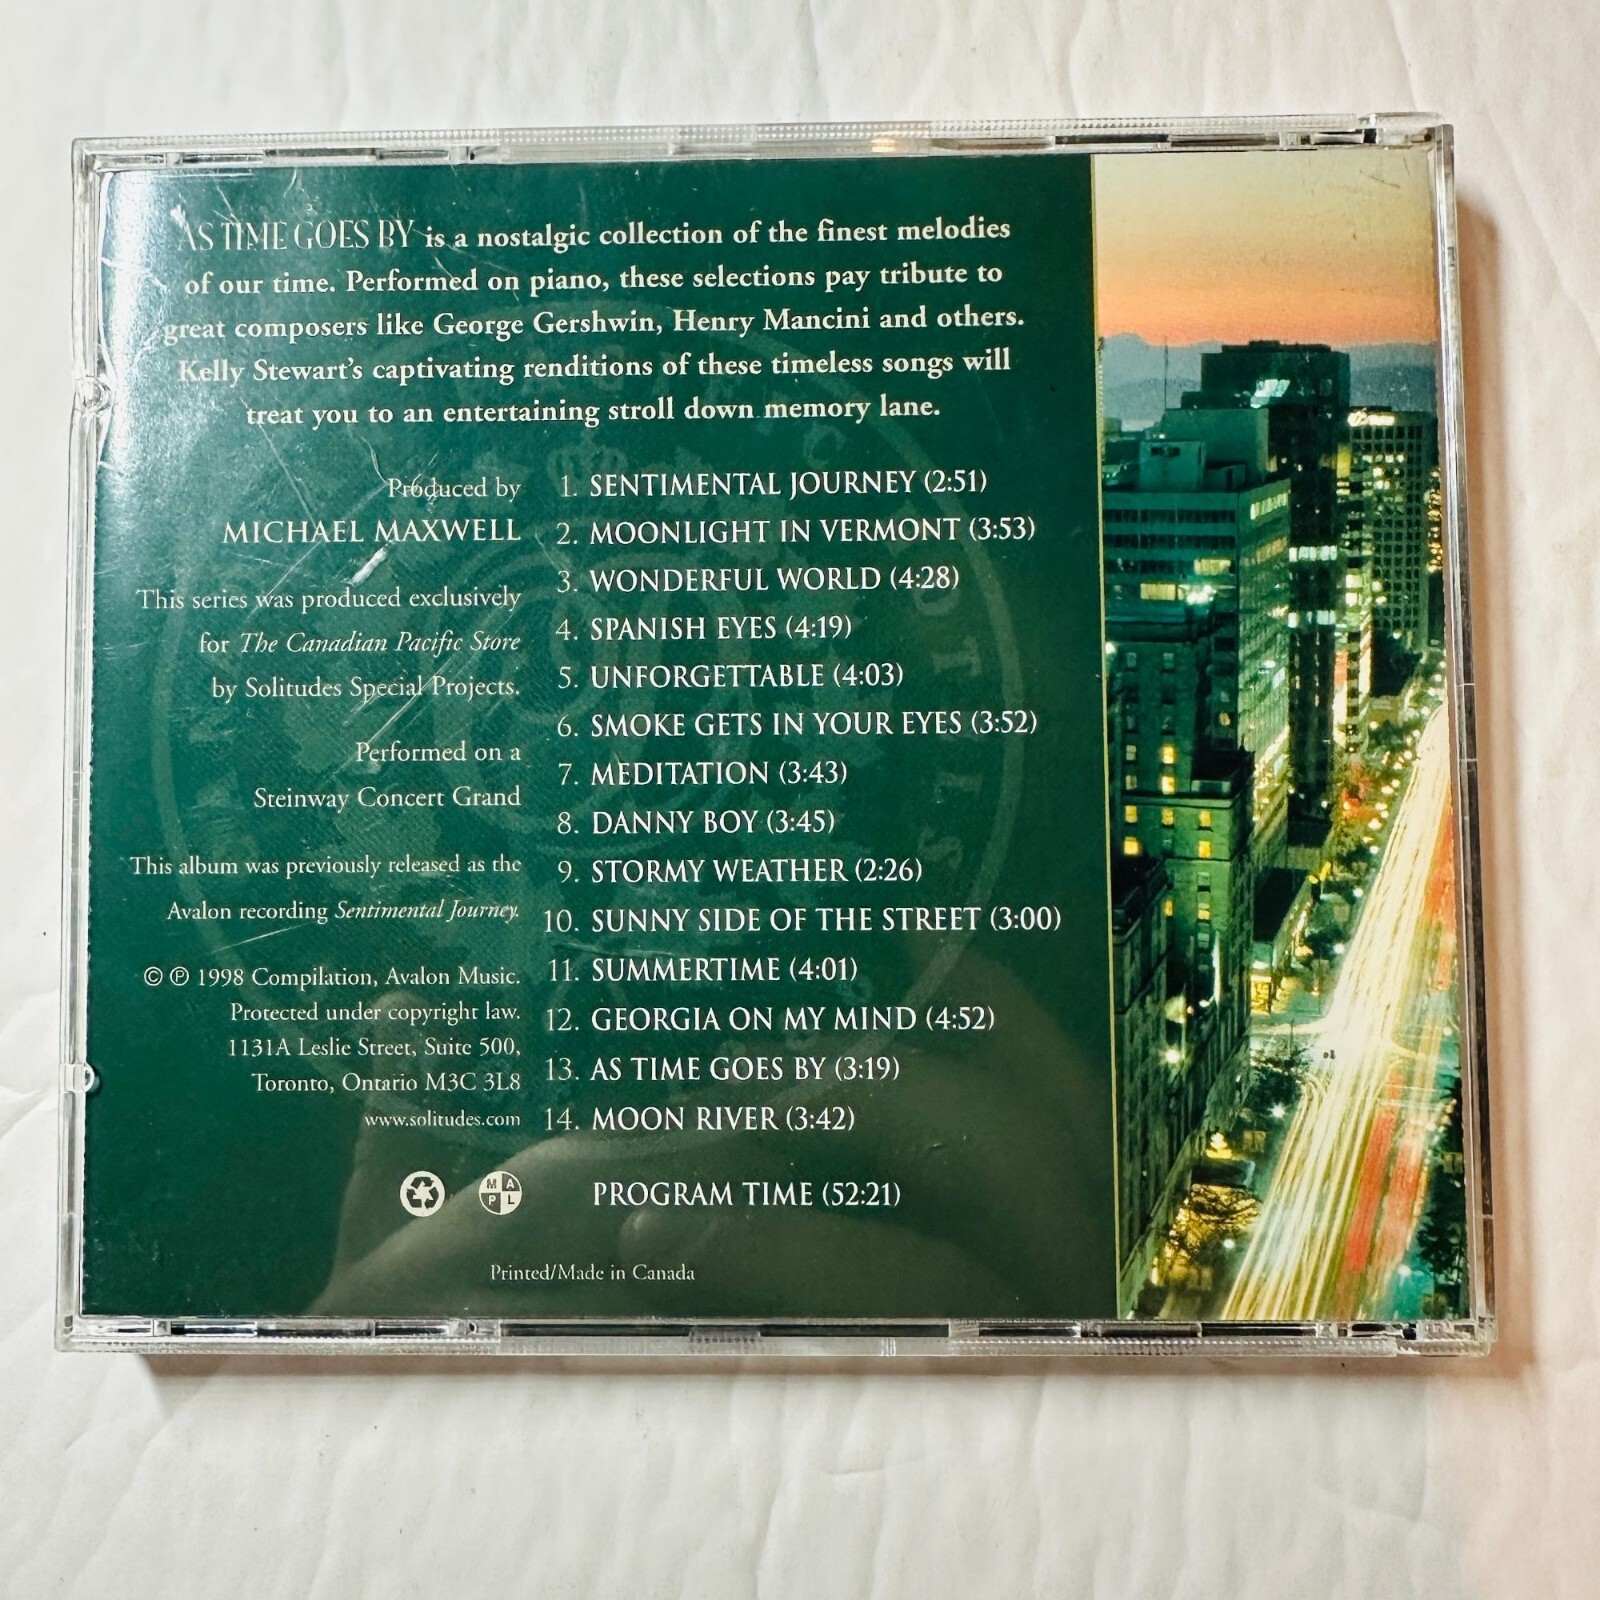 AS TIME GOES BY is a nostalgic collection of the finest melodies
of our time. Performed on piano, these selections pay tribute to
great composers like George Gershwin, Henry Mancini and others.
Kelly Stewart's captivating renditions of these timeless songs will
treat you to an entertaining stroll down memory lane.
Produced by
MICHAEL MAXWELL
This series was produced exclusively
for The Canadian Pacific Store
by Solitudes Special Projects.
Performed on a
Steinway Concert Grand
This album was previously released as the
Avalon recording Sentimental Journey.
© ℗ 1998 Compilation, Avalon Music.
Protected under copyright law.
1131A Leslie Street, Suite 500,
Toronto, Ontario M3C 3L8
www.solitudes.com
M A
P L
1. SENTIMENTAL JOURNEY (2:51)
2. MOONLIGHT IN VERMONT (3:53)
3. WONDERFUL WORLD (4:28)
4. SPANISH EYES (4:19)
5. UNFORGETTABLE (4:03)
6. SMOKE GETS IN YOUR EYES (3:52)
7. MEDITATION (3:43)
8. DANNY BOY (3:45)
9. STORMY WEATHER (2:26)
10. SUNNY SIDE OF THE STREET (3:00)
11. SUMMERTIME (4:01)
12. GEORGIA ON MY MIND (4:52)
13. AS TIME GOES BY (3:19)
14. MOON RIVER (3:42)
PROGRAM TIME (52:21)
Printed/Made in Canada